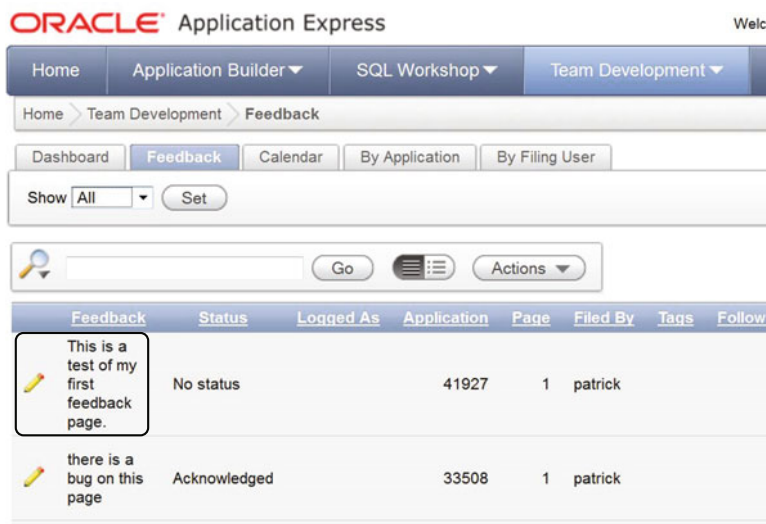 ORACLE Application Express Welc
Home Application Builder SQL Workshop Team Development
Home Team Development Feedback
Dashboard Feedback Calendar By Application By Filing User
Show All Set
Go Actions
Feedback Status Logged As Application Page Filed By Tags Follow
This is a
test of my
first No status 41927 1 patrick
feedback
page.
there is a
bug on this Acknowledged 33508 1 patrick
page